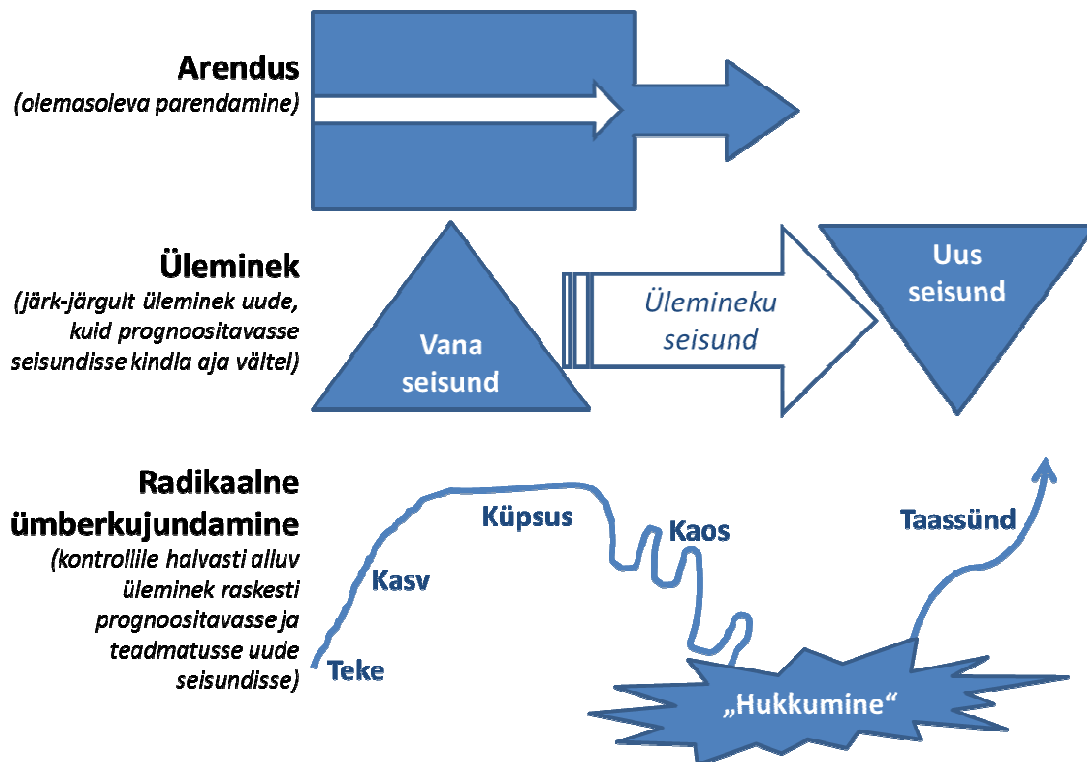 Arendus
(olemasoleva parendamine)
Üleminek
(järk-järgult üleminek uude,
kuid prognoositavasse
seisundisse kindla aja vältel)
Vana
seisund
Ülemineku
seisund
Uus
seisund
Radikaalne
ümberkujundamine
(kontrollile halvasti alluv
üleminek raskesti
prognoositavasse ja
teadmatusse uude
seisundisse)
Teke
Kasv
Küpsus
Kaos
„Hukkumine“
Taassünd